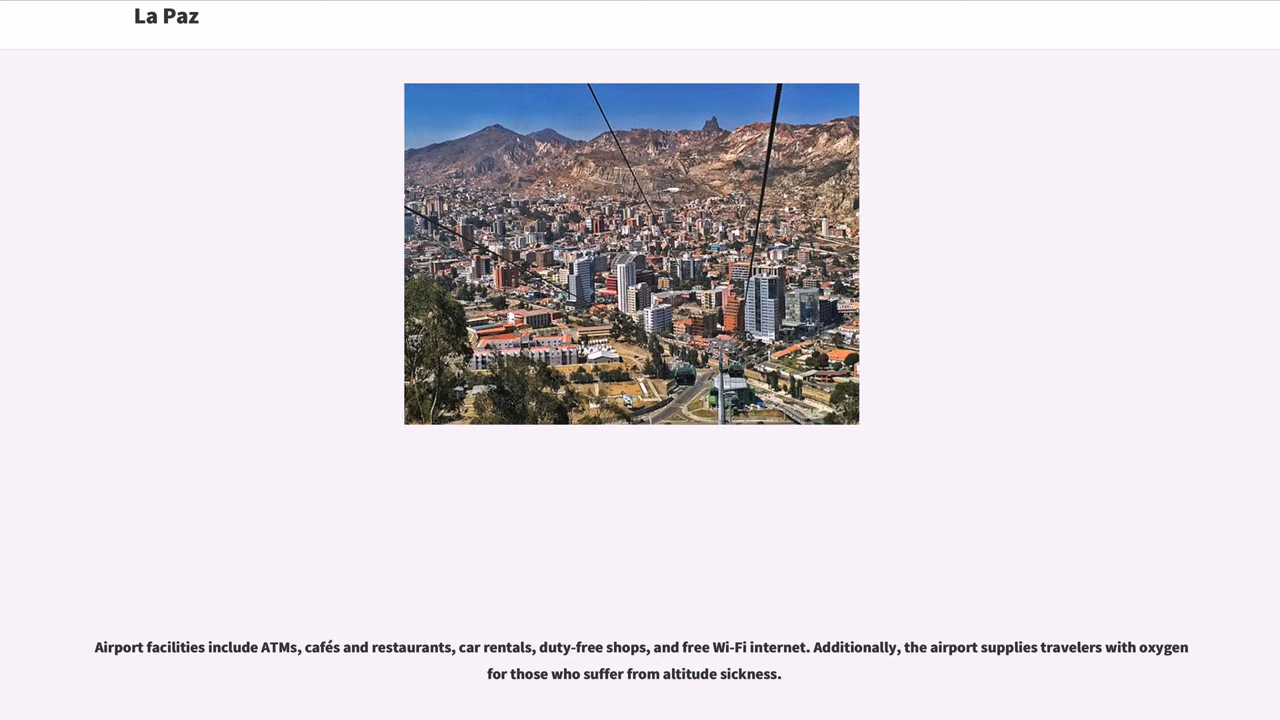 La Paz
Airport facilities include ATMs, cafés and restaurants, car rentals, duty-free shops, and free Wi-Fi internet. Additionally, the airport supplies travelers with oxygen
for those who suffer from altitude sickness.